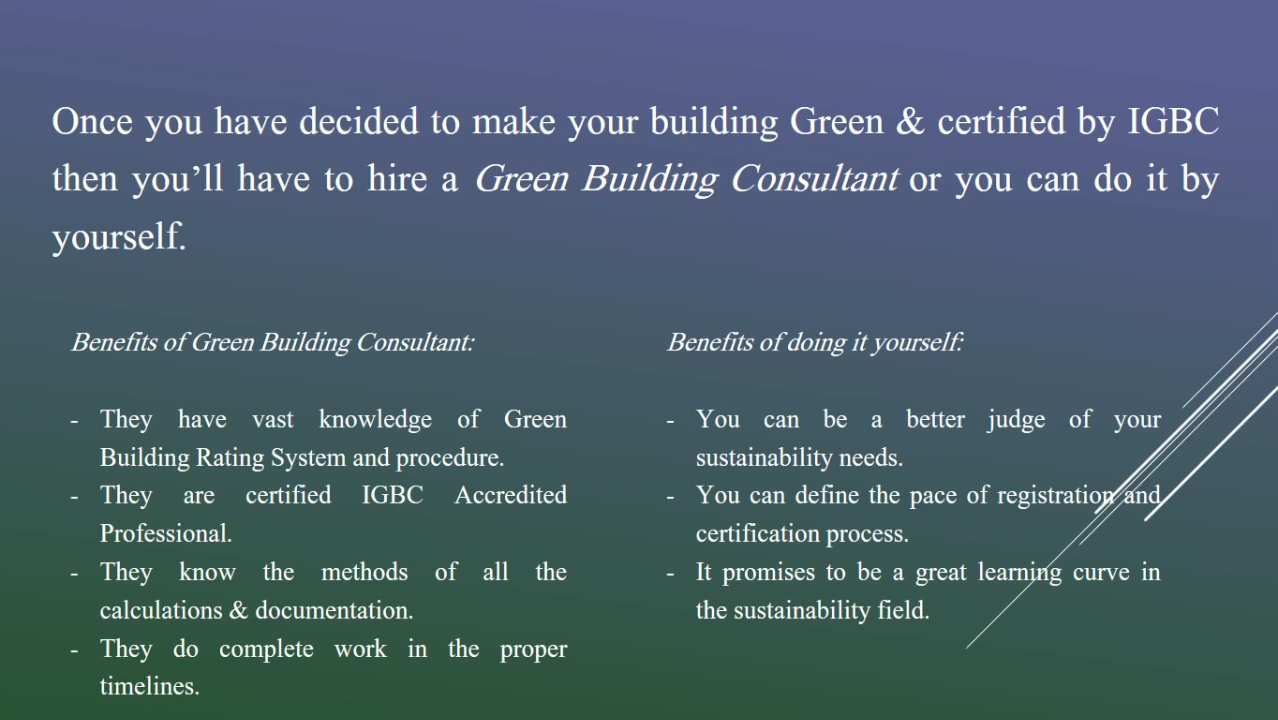 Once you have decided to make your building Green & certified by IGBC
then you’ll have to hire a Green Building Consultant or you can do it by
yourself.
Benefits of Green Building Consultant:
- They have vast knowledge of Green
Building Rating System and procedure.
- They are certified IGBC Accredited
Professional.
- They know the methods of all the
calculations & documentation.
- They do complete work in the proper
timelines.
Benefits of doing it yourself:
- You can be a better judge of your
sustainability needs.
- You can define the pace of registration and
certification process.
- It promises to be a great learning curve in
the sustainability field.